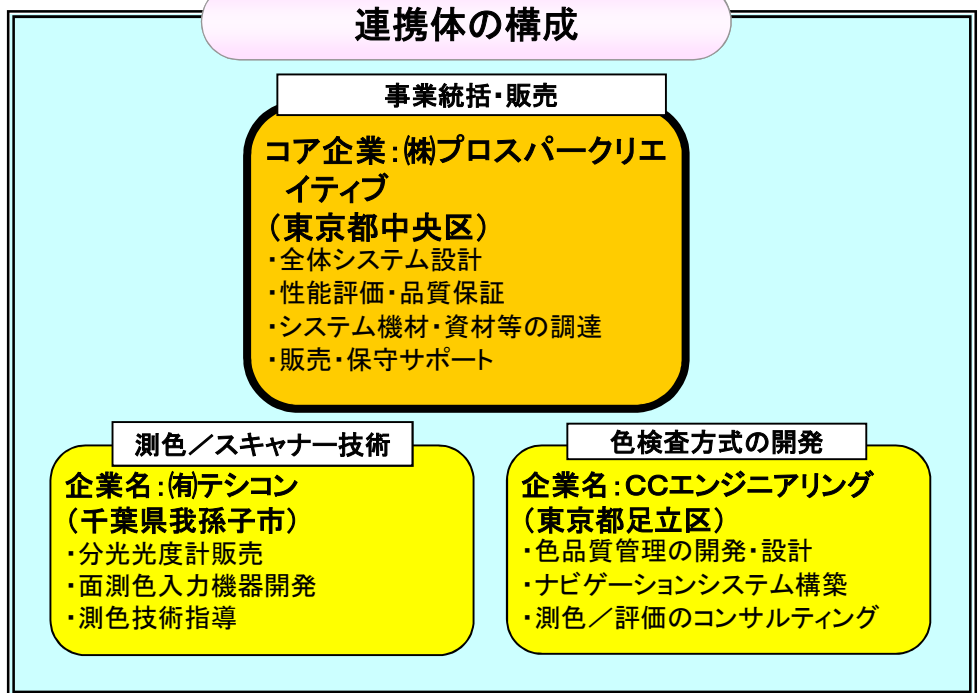 連携体の構成
事業統括・販売
コア企業：㈱プロスパークリエ
イティブ
（東京都中央区）
・全体システム設計
・性能評価・品質保証
・システム機材・資材等の調達
・販売・保守サポート
測色／スキャナー技術
企業名：㈲テシコン
（千葉県我孫子市）
・分光光度計販売
・面測色入力機器開発
・測色技術指導
色検査方式の開発
企業名：ＣＣエンジニアリング
（東京都足立区）
・色品質管理の開発・設計
・ナビゲーションシステム構築
・測色／評価のコンサルティング